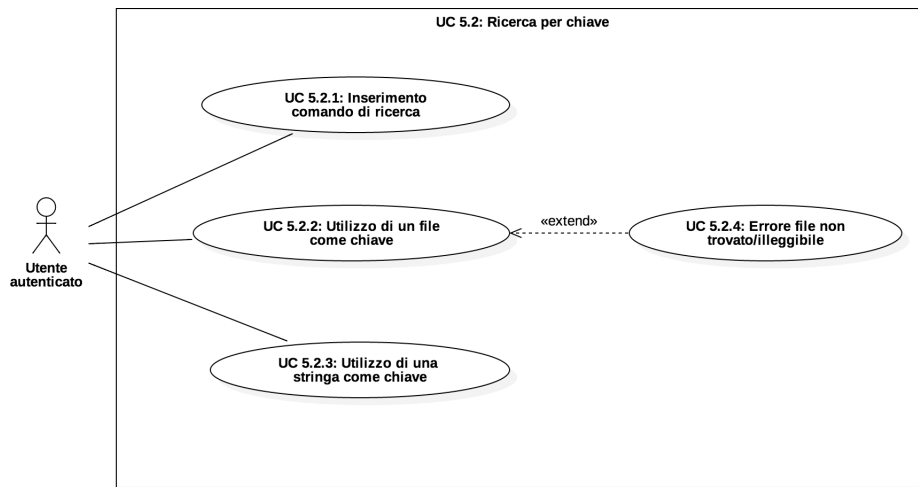 UC 5.2: Ricerca per chiave
UC 5.2.1: Inserimento
comando di ricerca
UC 5.2.2: Utilizzo di un file
come chiave
«extend»
UC 5.2.4: Errore file non
trovato/illeggibile
Utente
autenticato
UC 5.2.3: Utilizzo di una
stringa come chiave